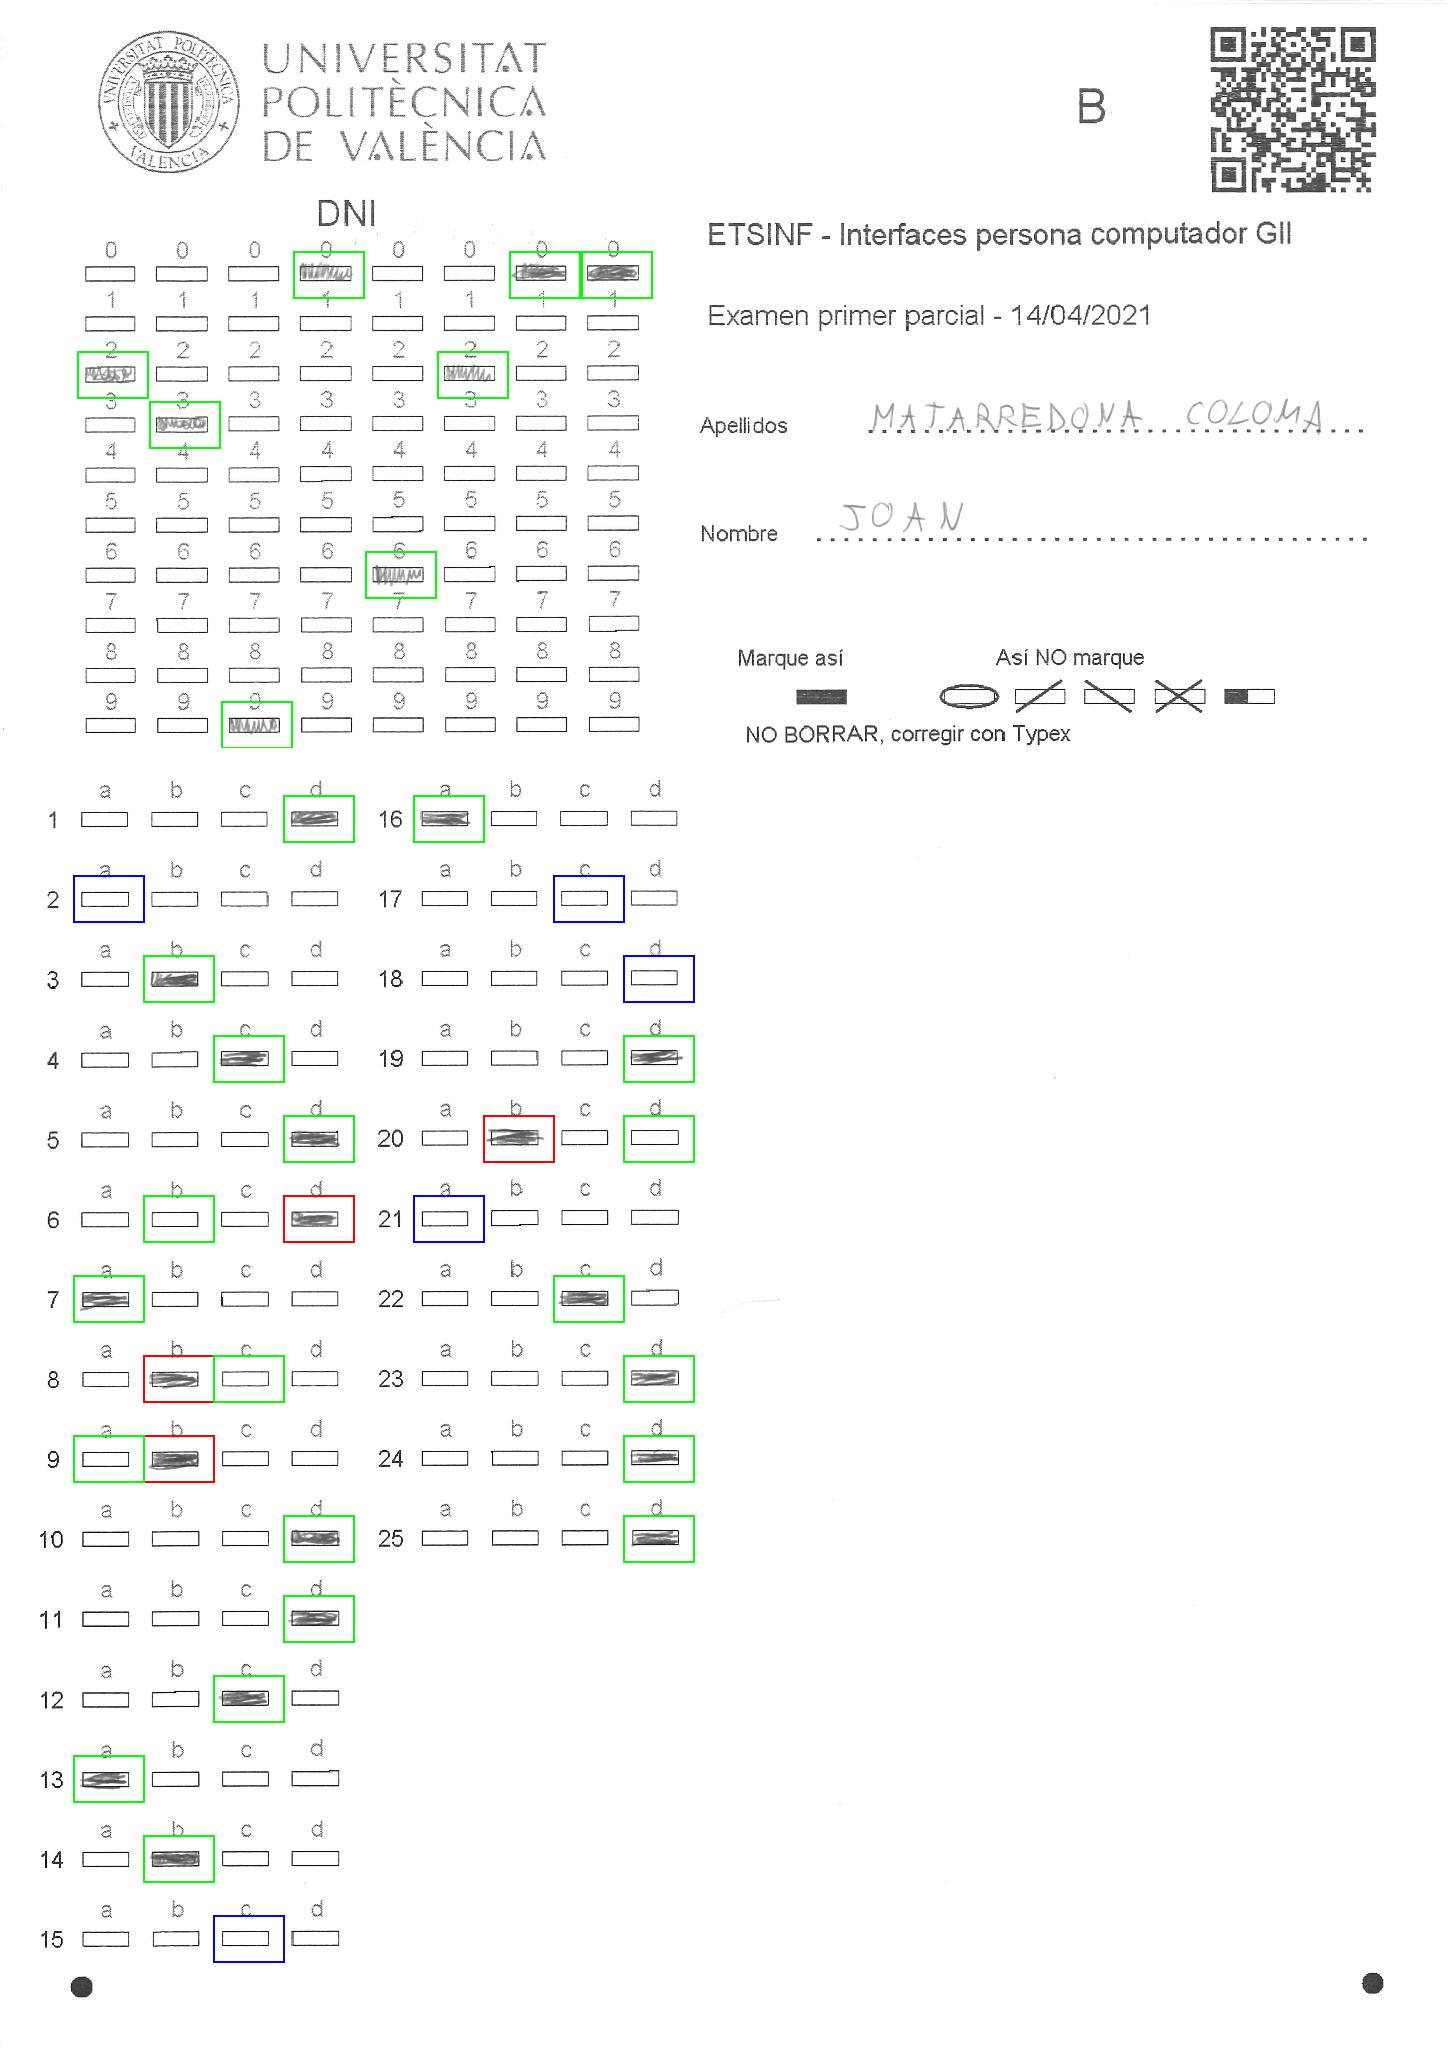 UNIVERSITAT
POLITÈCNICA
DE VALÈNCIA
UNIVERSITAT POLITECNICA
VALENCIA
B
DNI
0 0 0 0 0 0 0 0
1 1 1 1 1 1 1 1
2 2 2 2 2 2 2 2
3 3 3 3 3 3 3 3
4 4 4 4 4 4 4 4
5 5 5 5 5 5 5 5
6 6 6 6 6 6 6 6
7 7 7 7 7 7 7 7
8 8 8 8 8 8 8 8
9 9 9 9 9 9 9 9
ETSINF - Interfaces persona computador GII
Examen primer parcial - 14/04/2021
Apellidos MATARREDONA COLOMA
Nombre JOAN
Marque así Así NO marque
NO BORRAR, corregir con Typex
a b c d a b c d
1 16
a b c d a b c d
2 17
a b c d a b c d
3 18
a b c d a b c d
4 19
a b c d a b c d
5 20
a b c d a b c d
6 21
a b c d a b c d
7 22
a b c d a b c d
8 23
a b c d a b c d
9 24
a b c d a b c d
10 25
a b c d
11
a b c d
12
a b c d
13
a b c d
14
a b c d
15